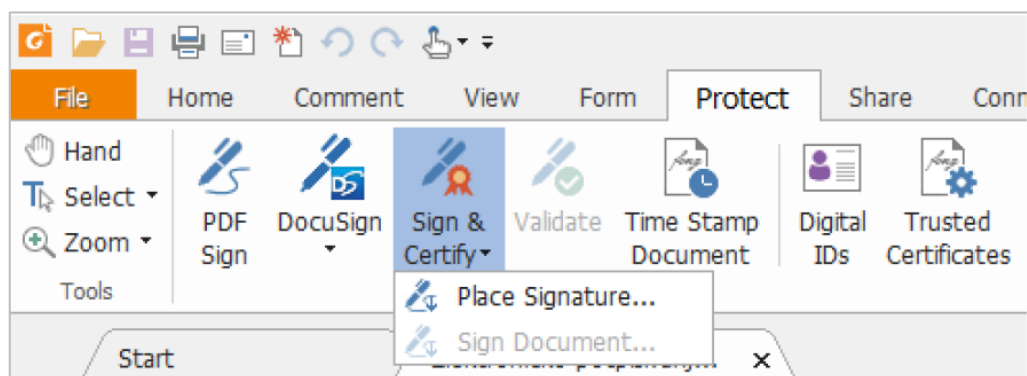 File Home Comment View Form Protect Share Conn
Hand
Select
Zoom
Tools
PDF Sign
DocuSign
Sign & Certify
Validate
Time Stamp Document
Digital IDs
Trusted Certificates
Place Signature...
Sign Document...
Start